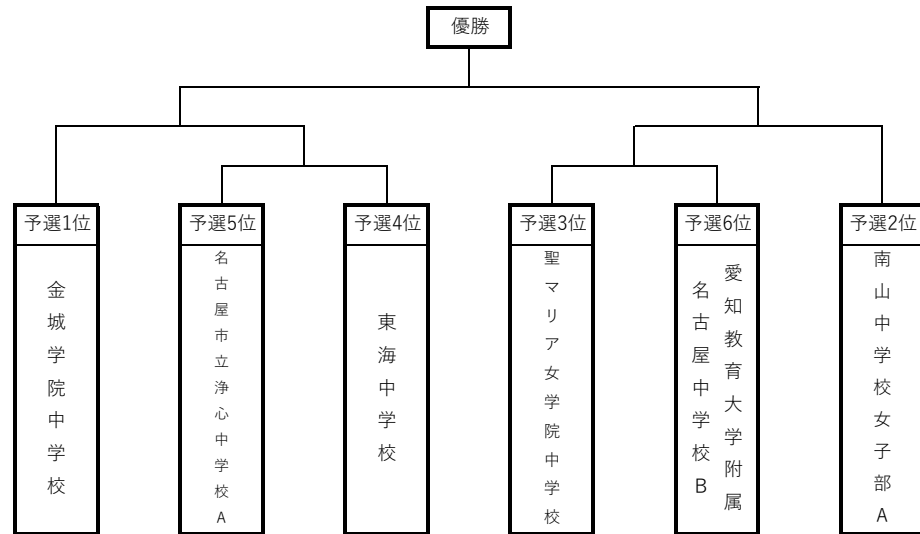 優勝
予選1位
金城学院中学校
予選5位
名古屋市立浄心中学校A
予選4位
東海中学校
予選3位
聖マリア女学院中学校
予選6位
愛知教育大学附属
名古屋中学校B
予選2位
南山中学校女子部A